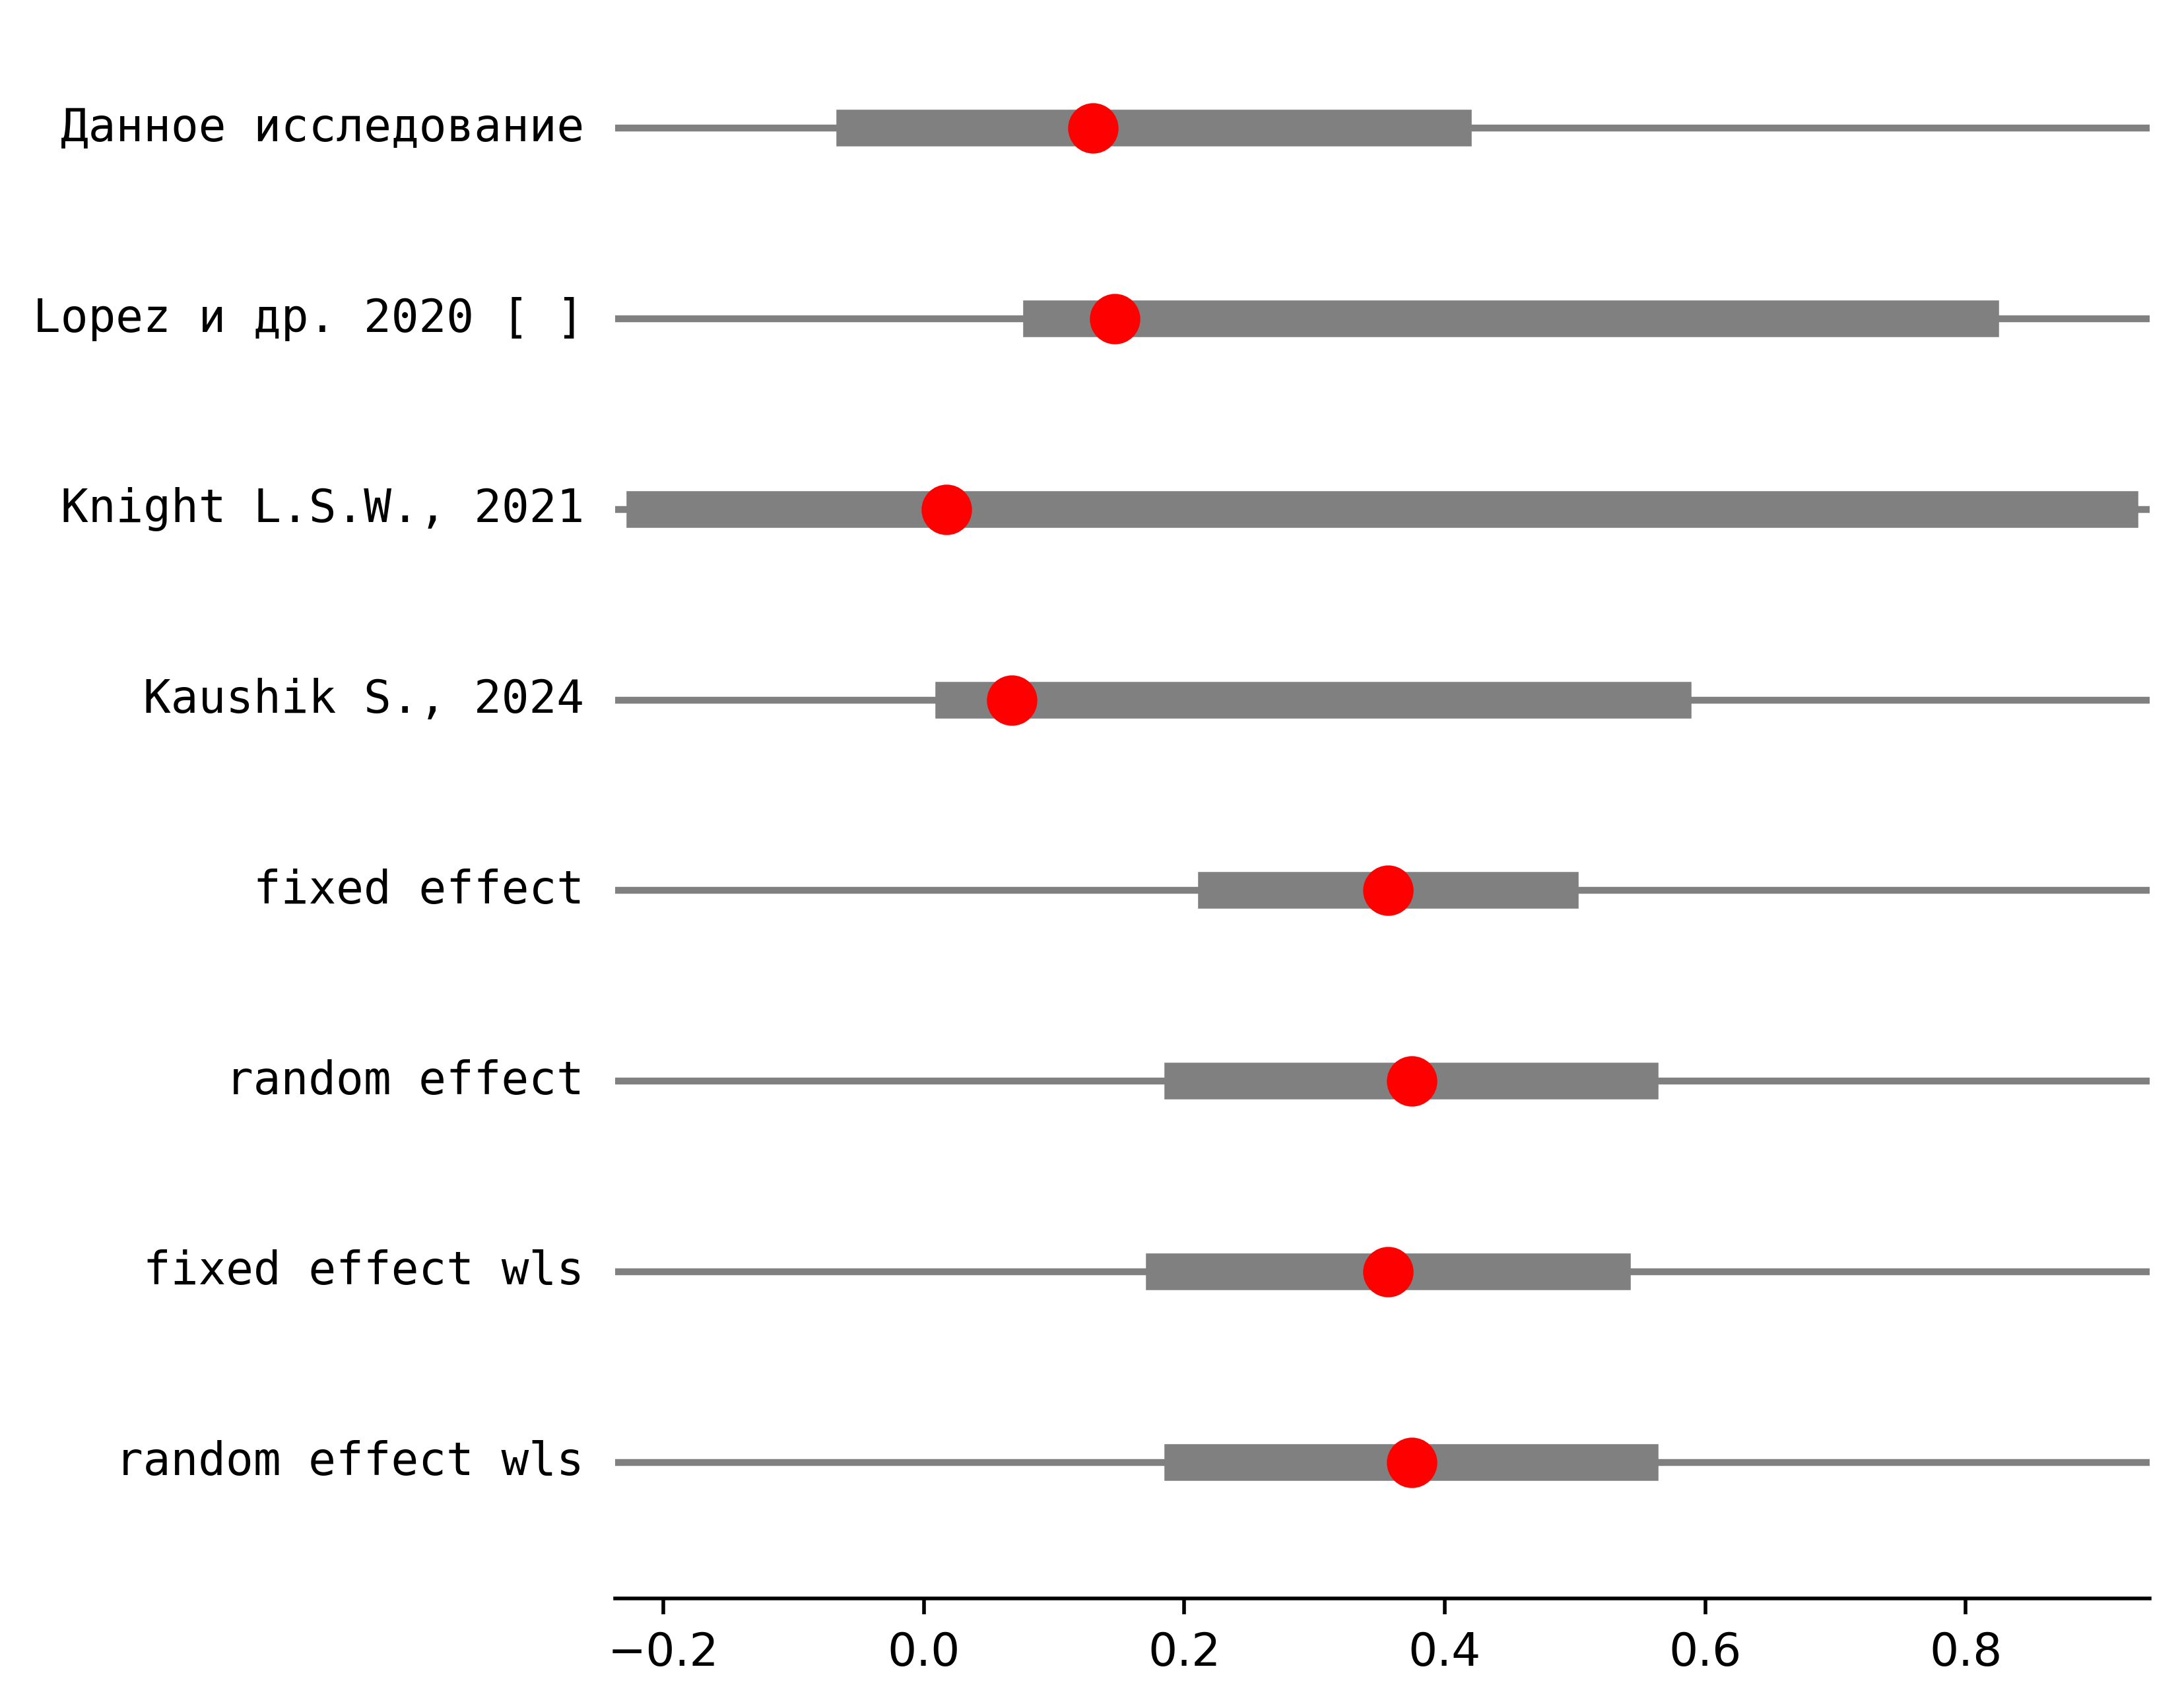 Данное исследование
Lopez и др. 2020 [ ]
Knight L.S.W., 2021
Kaushik S., 2024
fixed effect
random effect
fixed effect wls
random effect wls
−0.2 0.0 0.2 0.4 0.6 0.8